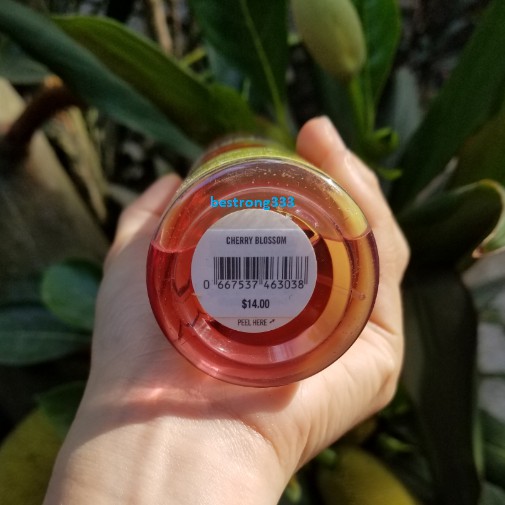 bestrong333
CHERRY BLOSSOM
0 667537 463038
$14.00
PEEL HERE